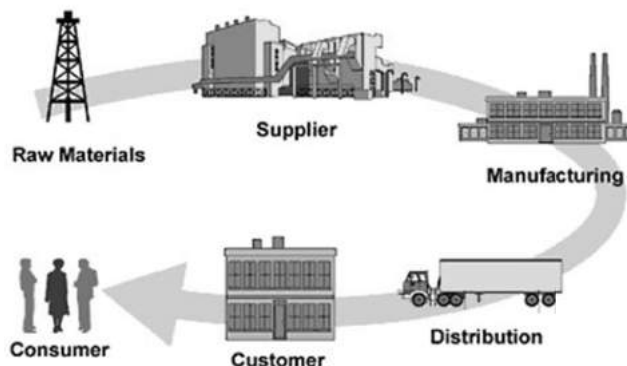 Raw Materials
Supplier
Manufacturing
Distribution
Customer
Consumer